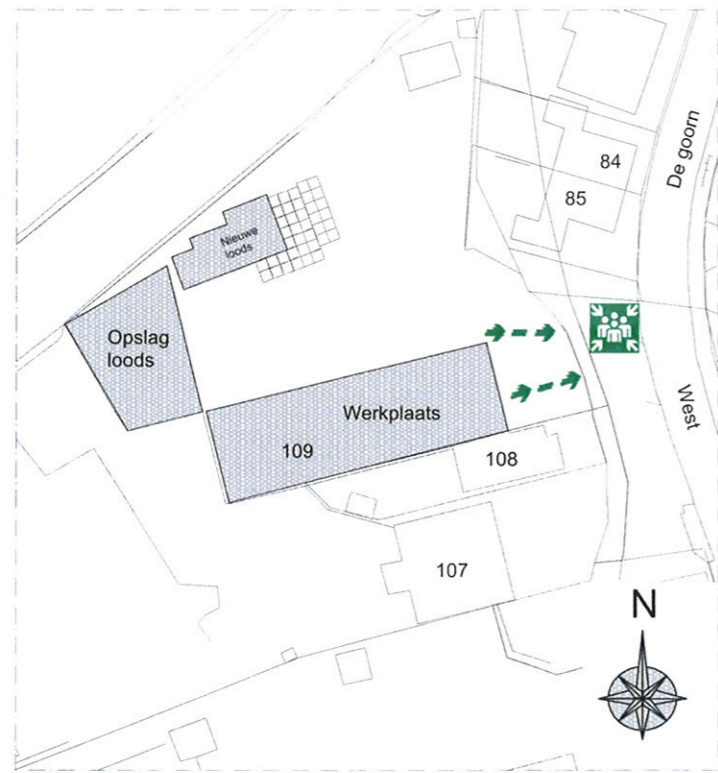 De goorn
84
85
Nieuwe
loods
Opslag
loods
West
Werkplaats
109
108
107
N